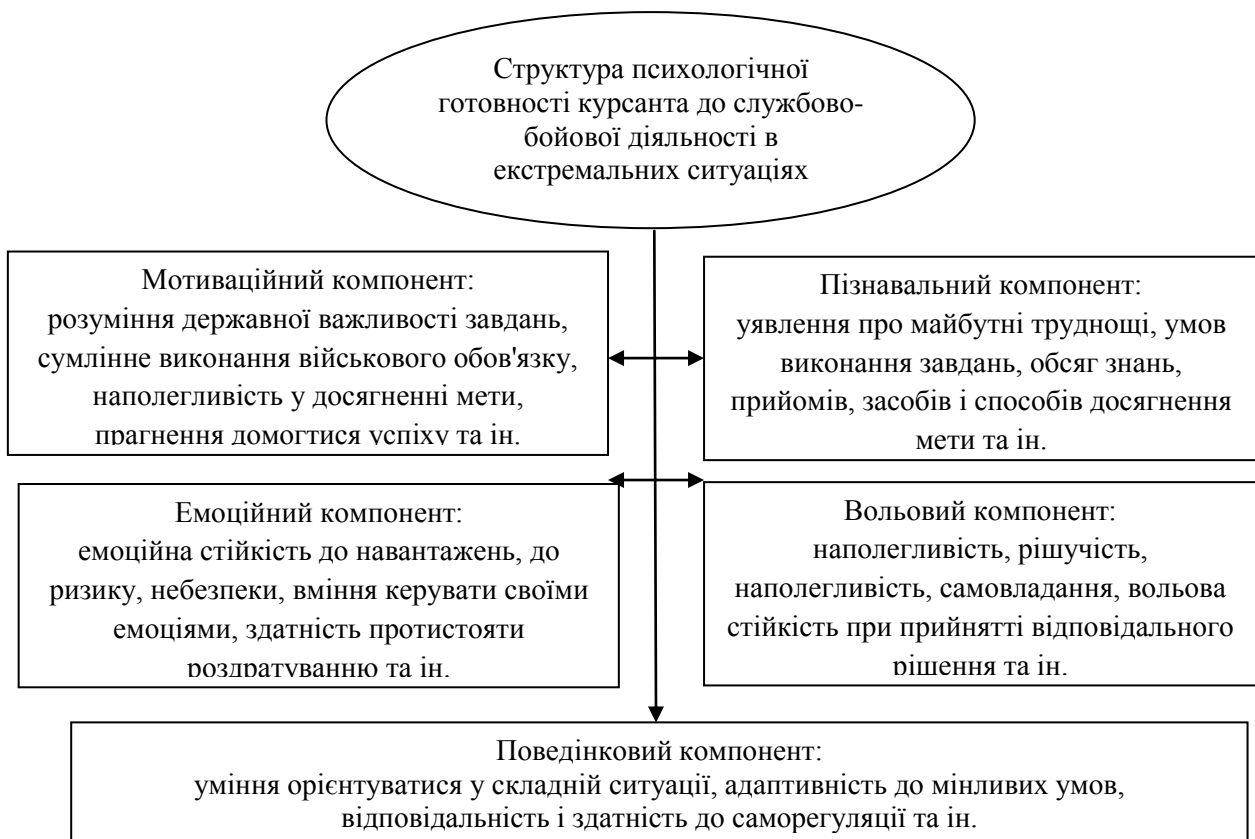 Структура психологічної
готовності курсанта до службово-
бойової діяльності в
екстремальних ситуаціях
Мотиваційний компонент:
розуміння державної важливості завдань,
сумлінне виконання військового обов'язку,
наполегливість у досягненні мети,
прагнення домогтися успіху та ін.
Пізнавальний компонент:
уявлення про майбутні труднощі, умов
виконання завдань, обсяг знань,
прийомів, засобів і способів досягнення
мети та ін.
Емоційний компонент:
емоційна стійкість до навантажень, до
ризику, небезпеки, вміння керувати своїми
емоціями, здатність протистояти
роздратуванню та ін.
Вольовий компонент:
наполегливість, рішучість,
наполегливість, самовладання, вольова
стійкість при прийнятті відповідального
рішення та ін.
Поведінковий компонент:
уміння орієнтуватися у складній ситуації, адаптивність до мінливих умов,
відповідальність і здатність до саморегуляції та ін.